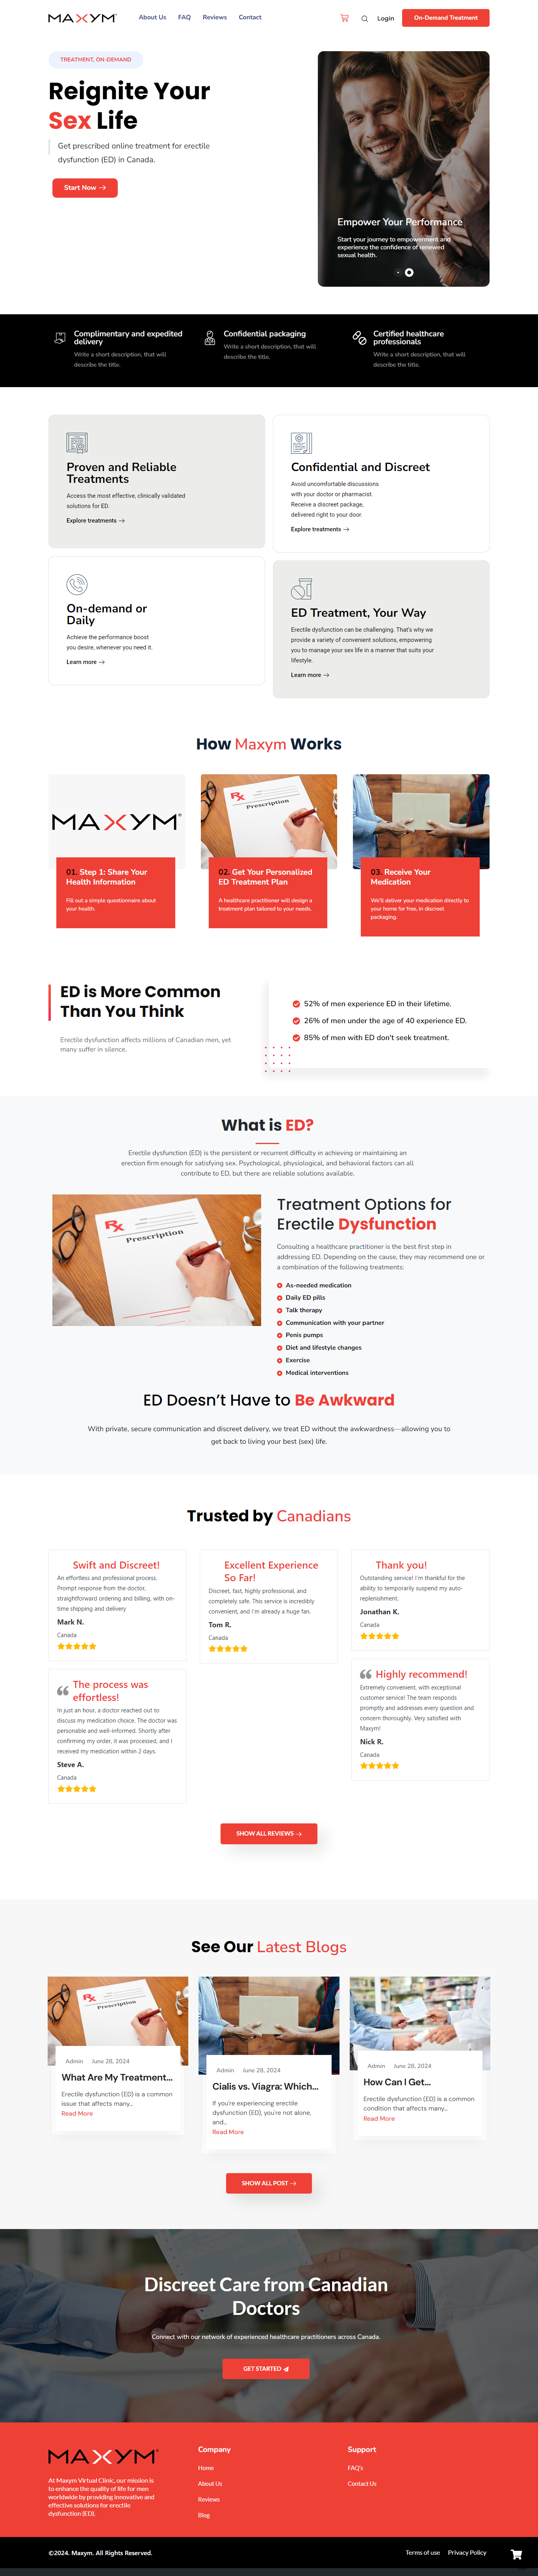 MAXYM®
About Us FAQ Reviews Contact
Login
On-Demand Treatment
TREATMENT, ON-DEMAND
Reignite Your
Sex Life
Get prescribed online treatment for erectile
dysfunction (ED) in Canada.
Start Now →
Empower Your Performance
Start your journey to empowerment and
experience the confidence of renewed
sexual health.
Complimentary and expedited
delivery
Write a short description, that will
describe the title.
Confidential packaging
Write a short description, that will
describe the title.
Certified healthcare
professionals
Write a short description, that will
describe the title.
Proven and Reliable
Treatments
Access the most effective, clinically validated
solutions for ED.
Explore treatments →
Confidential and Discreet
Avoid uncomfortable discussions
with your doctor or pharmacist.
Receive a discreet package,
delivered right to your door.
Explore treatments →
On-demand or
Daily
Achieve the performance boost
you desire, whenever you need it.
Learn more →
ED Treatment, Your Way
Erectile dysfunction can be challenging. That's why we
provide a variety of convenient solutions, empowering
you to manage your sex life in a manner that suits your
lifestyle.
Learn more →
How Maxym Works
MAXYM®
01. Step 1: Share Your
Health Information
Fill out a simple questionnaire about
your health.
Rx
Prescription
02. Get Your Personalized
ED Treatment Plan
A healthcare practitioner will design a
treatment plan tailored to your needs.
03. Receive Your
Medication
We'll deliver your medication directly to
your home for free, in discreet
packaging.
ED is More Common
Than You Think
Erectile dysfunction affects millions of Canadian men, yet
many suffer in silence.
52% of men experience ED in their lifetime.
26% of men under the age of 40 experience ED.
85% of men with ED don't seek treatment.
What is ED?
Erectile dysfunction (ED) is the persistent or recurrent difficulty in achieving or maintaining an
erection firm enough for satisfying sex. Psychological, physiological, and behavioral factors can all
contribute to ED, but there are reliable solutions available.
Rx
Prescription
Treatment Options for
Erectile Dysfunction
Consulting a healthcare practitioner is the best first step in
addressing ED. Depending on the cause, they may recommend one or
a combination of the following treatments:
As-needed medication
Daily ED pills
Talk therapy
Communication with your partner
Penis pumps
Diet and lifestyle changes
Exercise
Medical interventions
ED Doesn't Have to Be Awkward
With private, secure communication and discreet delivery, we treat ED without the awkwardness—allowing you to
get back to living your best (sex) life.
Trusted by Canadians
Swift and Discreet!
An effortless and professional process.
Prompt response from the doctor,
straightforward ordering and billing, with on-
time shipping and delivery
Mark N.
Canada
Excellent Experience
So Far!
Discreet, fast, highly professional, and
completely safe. This service is incredibly
convenient, and I'm already a huge fan.
Tom R.
Canada
Thank you!
Outstanding service! I'm thankful for the
ability to temporarily suspend my auto-
replenishment.
Jonathan K.
Canada
The process was
effortless!
In just an hour, a doctor reached out to
discuss my medication choice. The doctor was
personable and well-informed. Shortly after
confirming my order, it was processed, and I
received my medication within 2 days.
Steve A.
Canada
Highly recommend!
Extremely convenient, with exceptional
customer service! The team responds
promptly and addresses every question and
concern thoroughly. Very satisfied with
Maxym!
Nick R.
Canada
SHOW ALL REVIEWS →
See Our Latest Blogs
Rx
Prescription
Admin June 28, 2024
What Are My Treatment...
Erectile dysfunction (ED) is a common
issue that affects many...
Read More
Admin June 28, 2024
Cialis vs. Viagra: Which...
If you're experiencing erectile
dysfunction (ED), you're not alone,
and...
Read More
Admin June 28, 2024
How Can I Get...
Erectile dysfunction (ED) is a common
condition that affects many...
Read More
SHOW ALL POST →
Discreet Care from Canadian
Doctors
Connect with our network of experienced healthcare practitioners across Canada.
GET STARTED
MAXYM®
At Maxym Virtual Clinic, our mission is
to enhance the quality of life for men
worldwide by providing innovative and
effective solutions for erectile
dysfunction (ED).
Company
Home
About Us
Reviews
Blog
Support
FAQ's
Contact Us
©2024. Maxym. All Rights Reserved.
Terms of use Privacy Policy